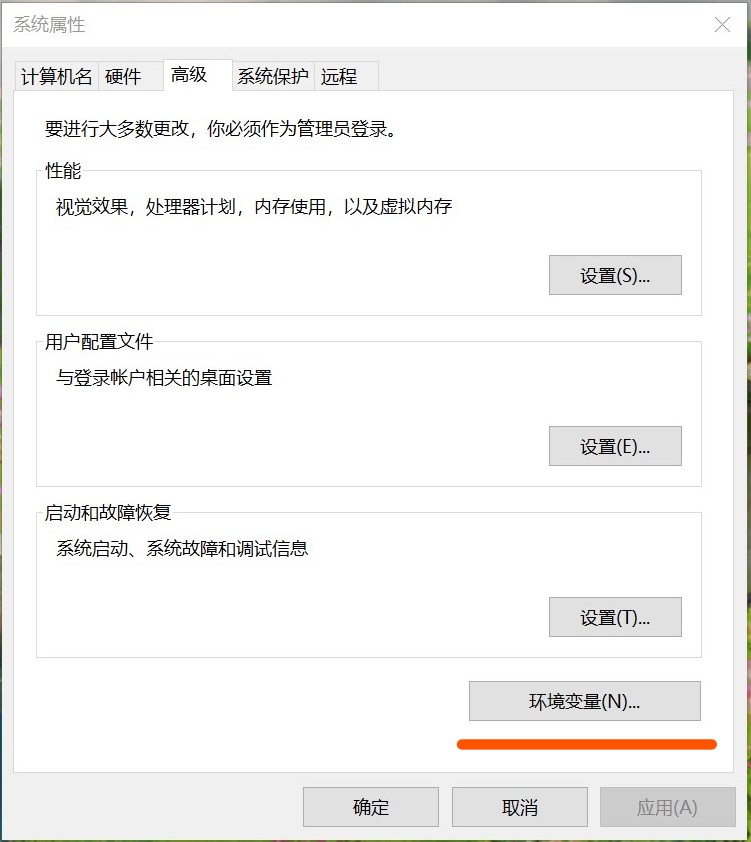 系统属性
计算机名 硬件 高级 系统保护 远程
要进行大多数更改，你必须作为管理员登录。
性能
视觉效果，处理器计划，内存使用，以及虚拟内存
设置(S)...
用户配置文件
与登录帐户相关的桌面设置
设置(E)...
启动和故障恢复
系统启动、系统故障和调试信息
设置(T)...
环境变量(N)...
确定 取消 应用(A)